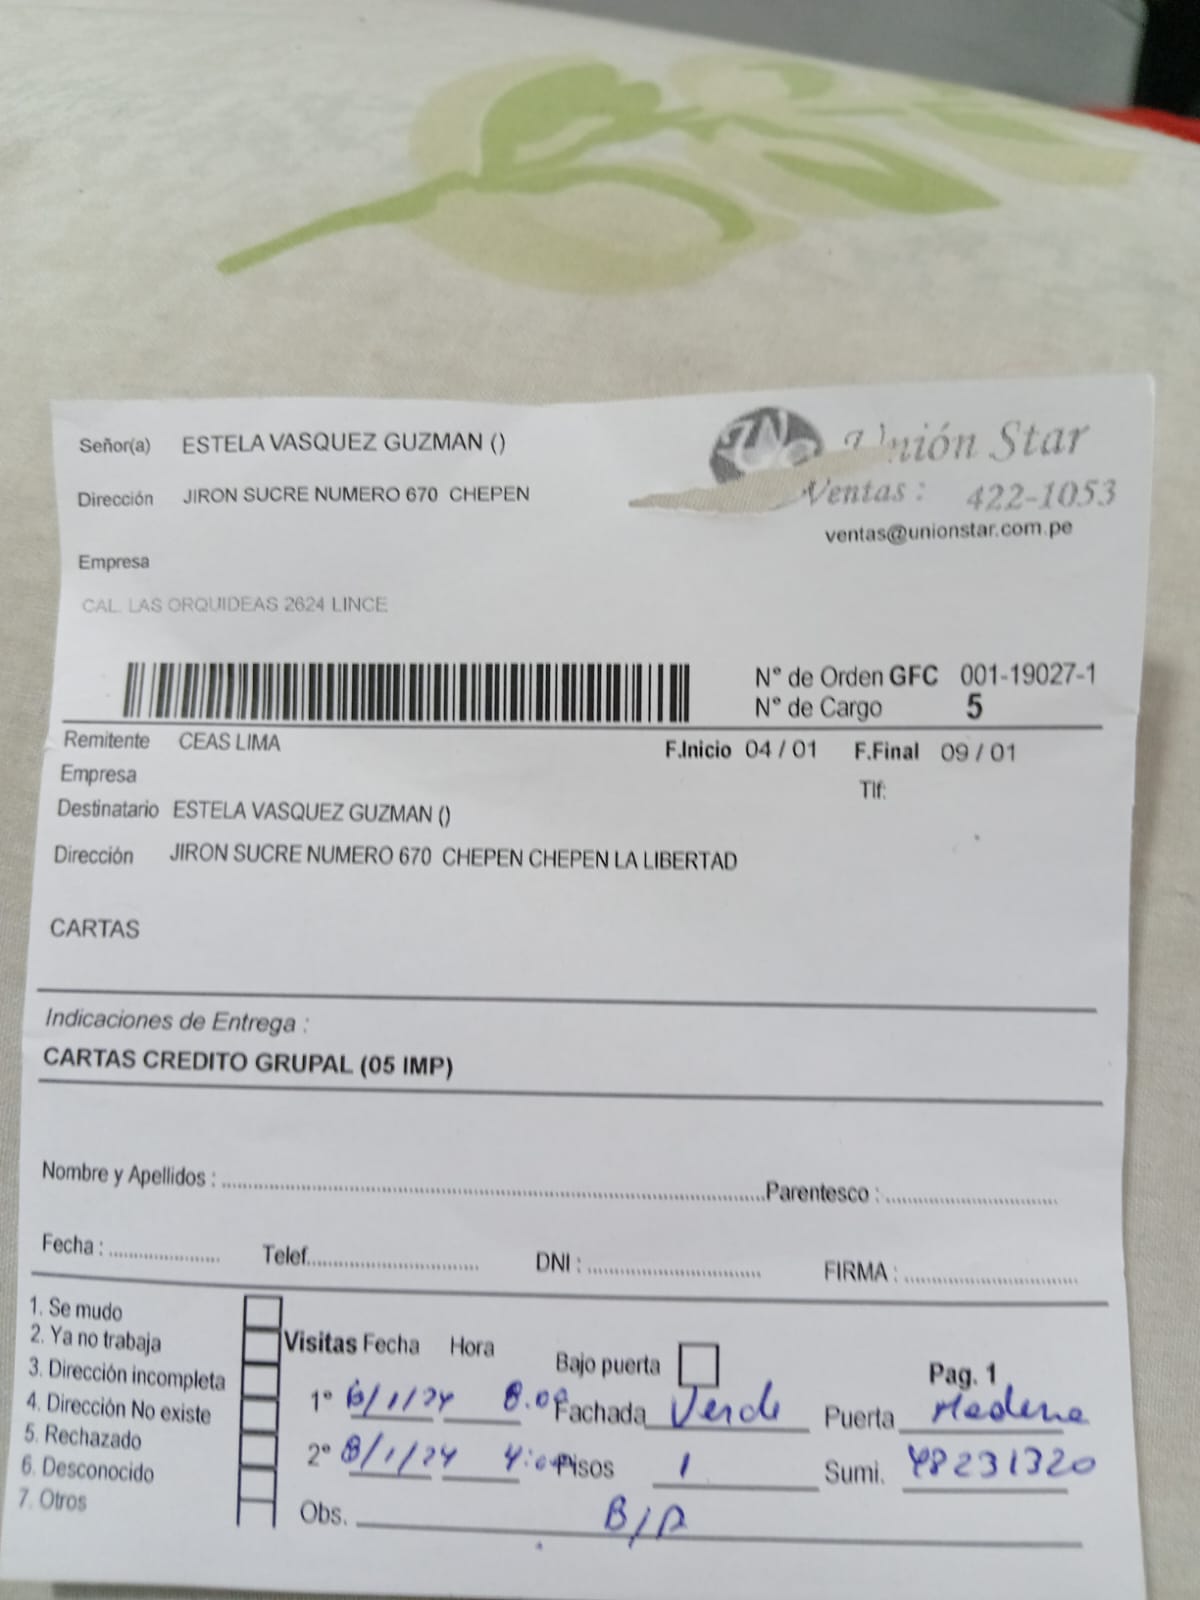 Señor(a) ESTELA VASQUEZ GUZMAN ()
Unión Star
Dirección JIRON SUCRE NUMERO 670 CHEPEN
Ventas : 422-1053
ventas@unionstar.com.pe
Empresa
CAL. LAS ORQUIDEAS 2624 LINCE
N° de Orden GFC 001-19027-1
N° de Cargo 5
Remitente CEAS LIMA
F.Inicio 04 / 01 F.Final 09 / 01
Empresa
Tlf:
Destinatario ESTELA VASQUEZ GUZMAN ()
Dirección JIRON SUCRE NUMERO 670 CHEPEN CHEPEN LA LIBERTAD
CARTAS
Indicaciones de Entrega :
CARTAS CREDITO GRUPAL (05 IMP)
Nombre y Apellidos : Parentesco :
Fecha : Telef. DNI : FIRMA :
1. Se mudo
2. Ya no trabaja
3. Dirección incompleta
4. Dirección No existe
5. Rechazado
6. Desconocido
7. Otros
Visitas Fecha Hora
Bajo puerta
Pag. 1
1° 6/1/24 Fachada Verde Puerta Madera
2° 8/1/24 Pisos 1 Sumi. 48231320
Obs. B/P